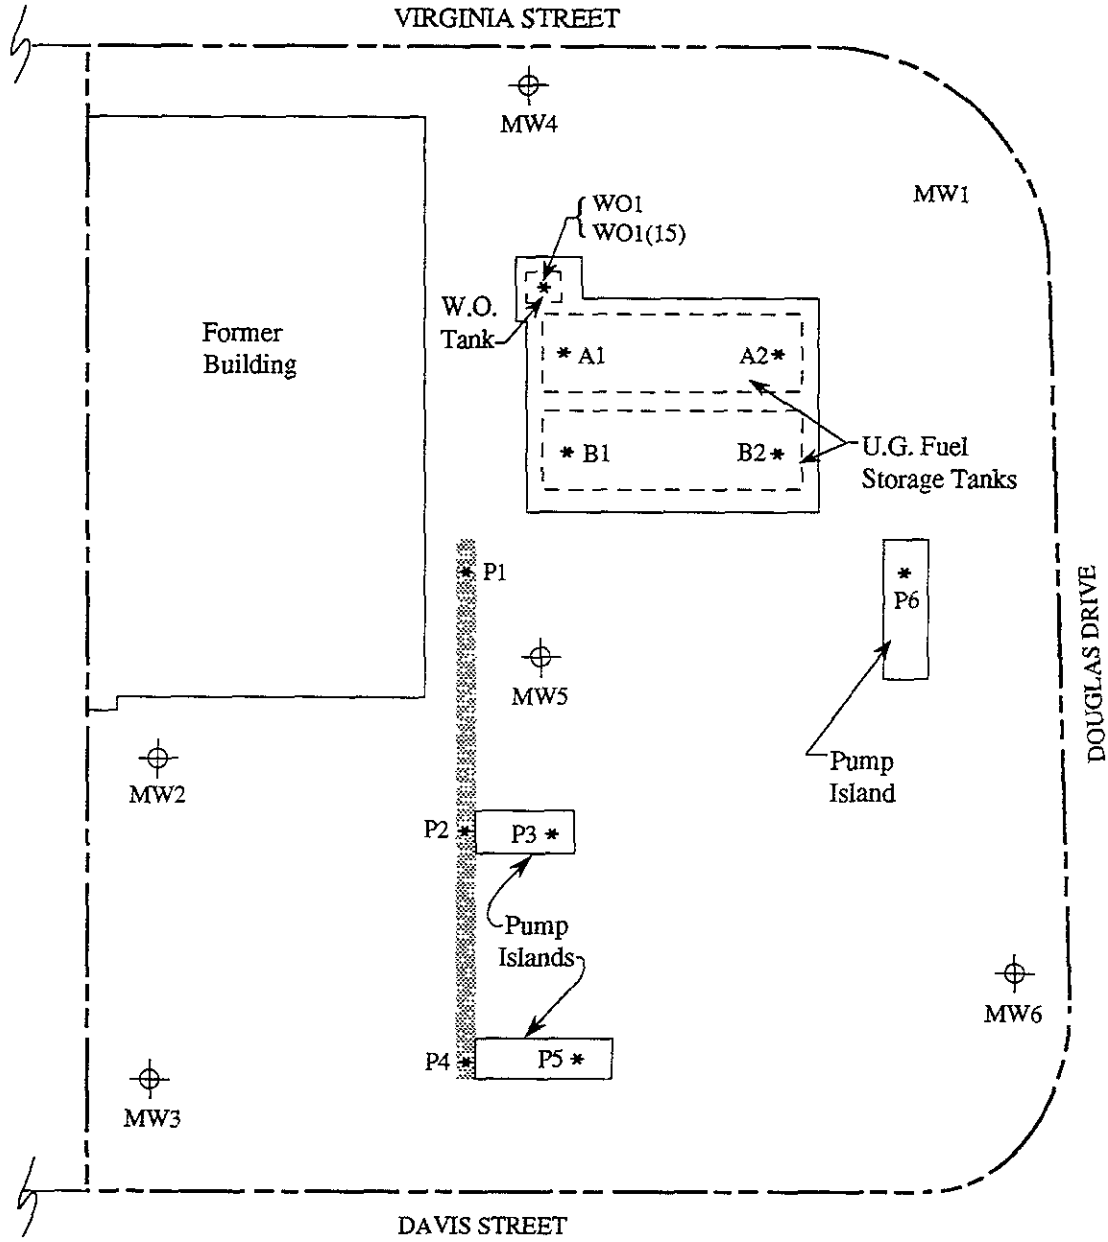 VIRGINIA STREET
MW4
MW1
WO1
WO1(15)
W.O.
Tank
Former
Building
* A1
A2 *
* B1
B2 *
U.G. Fuel
Storage Tanks
* P1
*
P6
MW5
DOUGLAS DRIVE
MW2
Pump
Island
P2 *
P3 *
Pump
Islands
MW6
P4 *
P5 *
MW3
DAVIS STREET